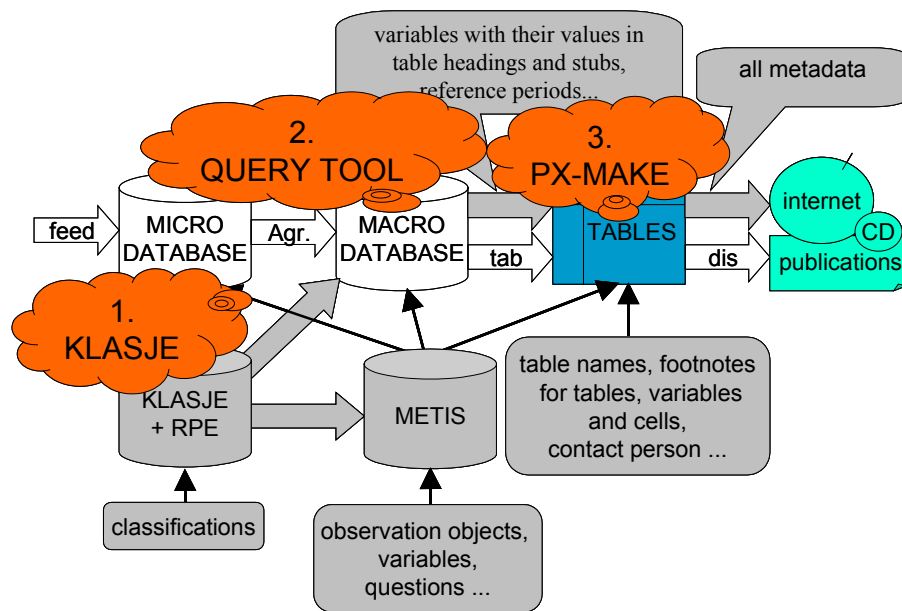 variables with their values in
table headings and stubs,
reference periods...
all metadata
2.
QUERY TOOL
3.
PX-MAKE
internet
CD
publications
feed
MICRO
DATABASE
Agr.
MACRO
DATABASE
tab
TABLES
dis
1.
KLASJE
KLASJE
+ RPE
METIS
table names, footnotes
for tables, variables
and cells,
contact person ...
classifications
observation objects,
variables,
questions ...